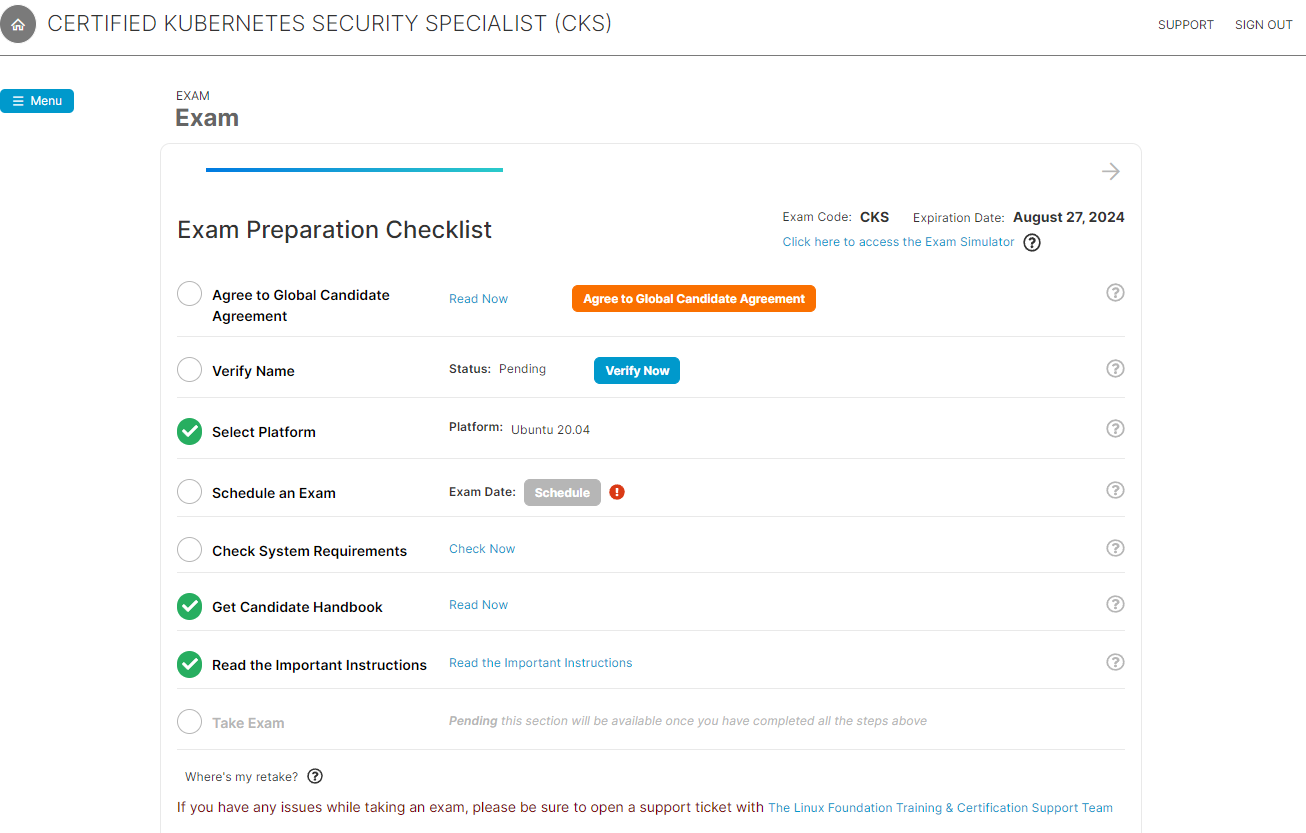 CERTIFIED KUBERNETES SECURITY SPECIALIST (CKS)
SUPPORT SIGN OUT
Menu
EXAM
Exam
Exam Preparation Checklist
Exam Code: CKS Expiration Date: August 27, 2024
Click here to access the Exam Simulator ?
Agree to Global Candidate Agreement Read Now Agree to Global Candidate Agreement ?
Verify Name Status: Pending Verify Now ?
Select Platform Platform: Ubuntu 20.04 ?
Schedule an Exam Exam Date: Schedule ! ?
Check System Requirements Check Now ?
Get Candidate Handbook Read Now ?
Read the Important Instructions Read the Important Instructions ?
Take Exam Pending this section will be available once you have completed all the steps above
Where's my retake? ?
If you have any issues while taking an exam, please be sure to open a support ticket with The Linux Foundation Training & Certification Support Team